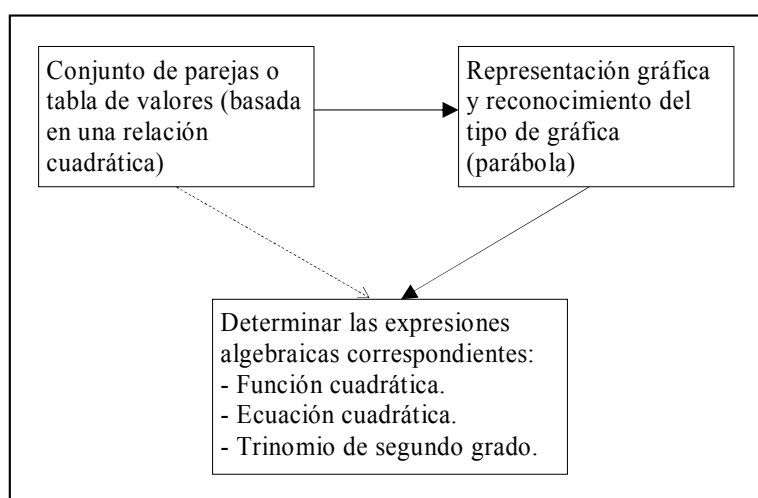 Conjunto de parejas o
tabla de valores (basada
en una relación
cuadrática)
Representación gráfica
y reconocimiento del
tipo de gráfica
(parábola)
Determinar las expresiones
algebraicas correspondientes:
- Función cuadrática.
- Ecuación cuadrática.
- Trinomio de segundo grado.